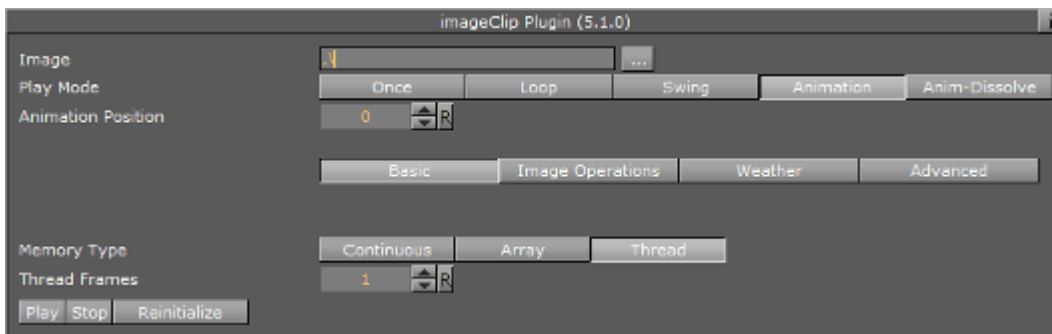 imageClip Plugin (5.1.0)
Image .\ ...
Play Mode Once Loop Swing Animation Anim-Dissolve
Animation Position 0 R
Basic Image Operations Weather Advanced
Memory Type Continuous Array Thread
Thread Frames 1 R
Play Stop Reinitialize